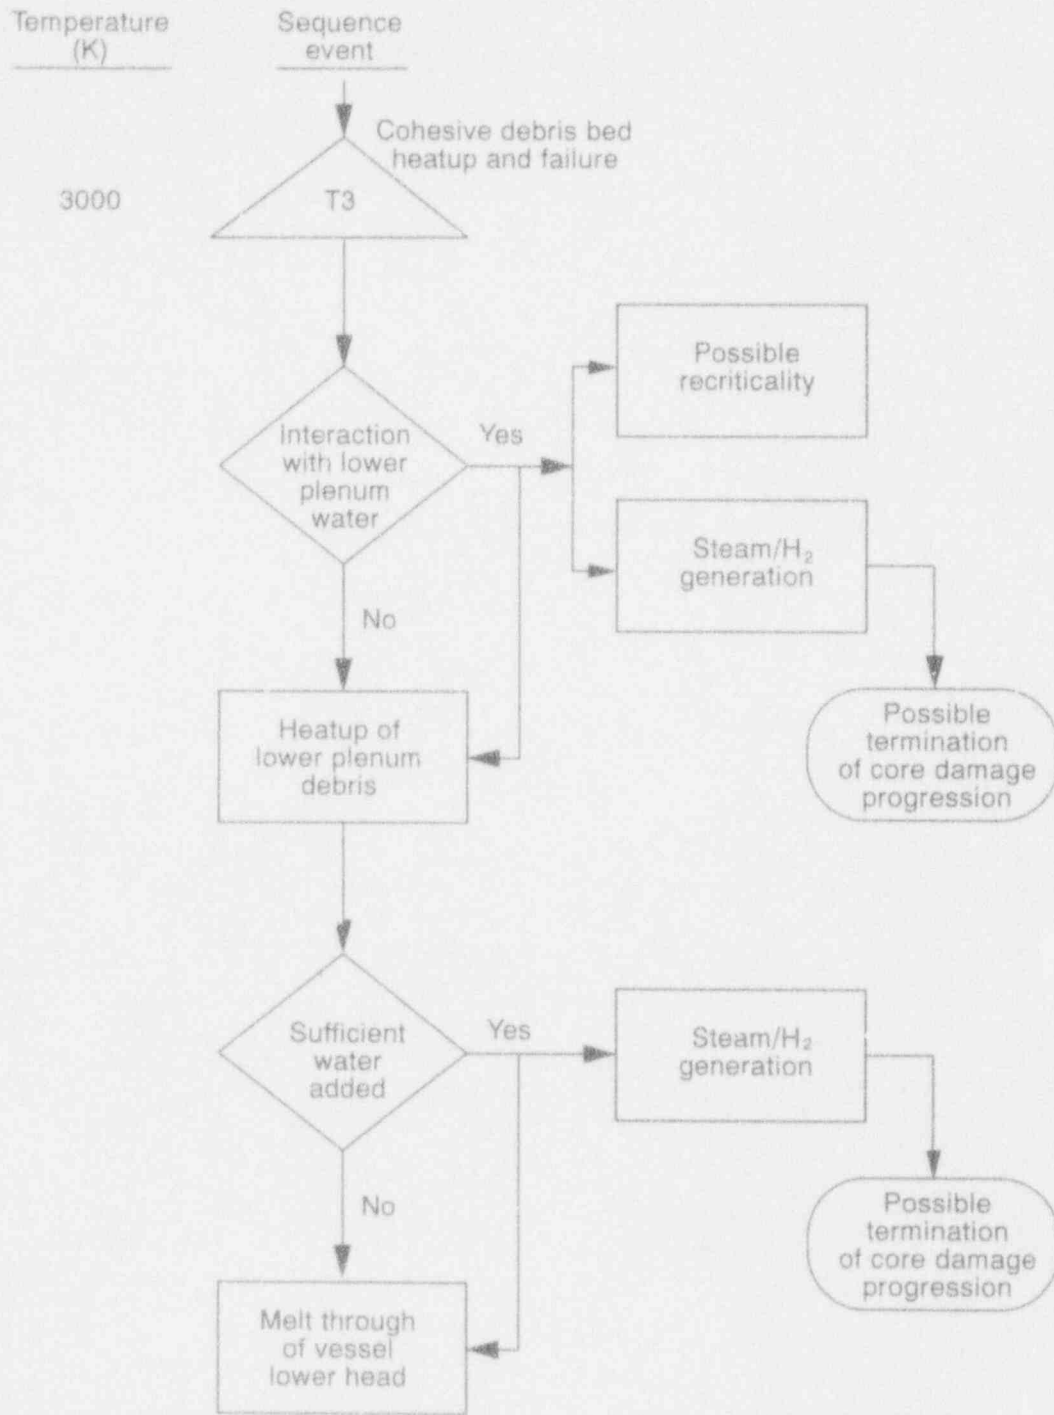 Temperature
(K)
Sequence
event
Cohesive debris bed
heatup and failure
3000
T3
Interaction
with lower
plenum
water
Yes
Possible
recriticality
Steam/H₂
generation
No
Heatup of
lower plenum
debris
Possible
termination
of core damage
progression
Sufficient
water
added
Yes
Steam/H₂
generation
No
Possible
termination
of core damage
progression
Melt through
of vessel
lower head